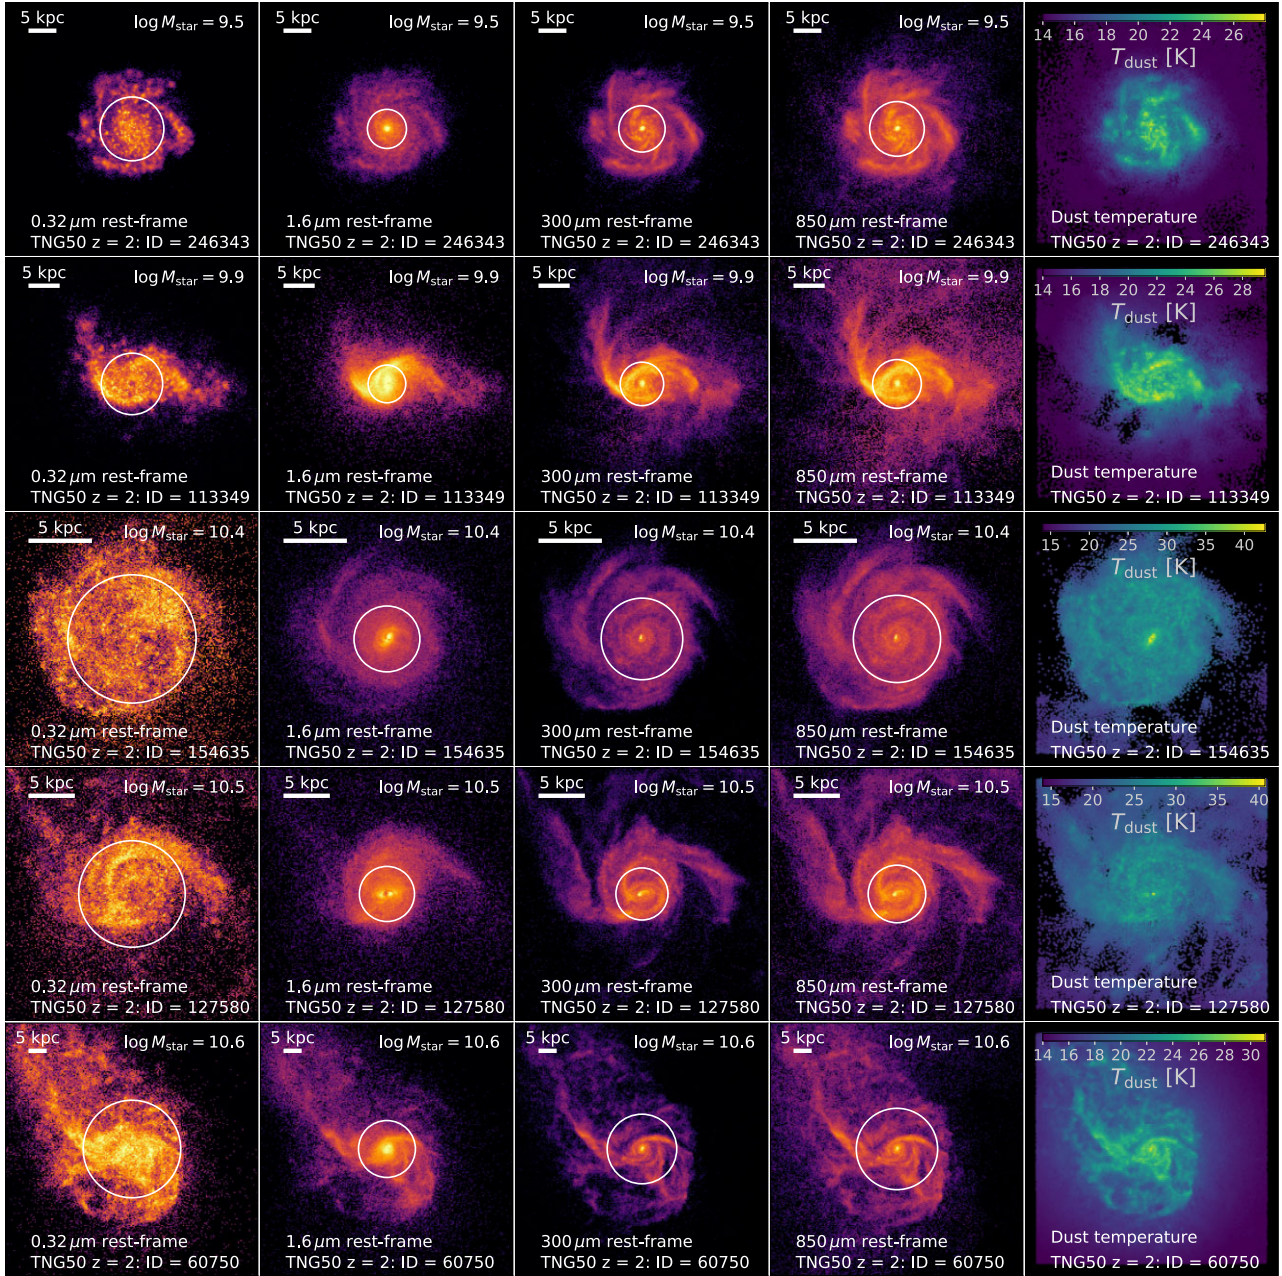 5 kpc log M_star = 9.5
0.32 μm rest-frame
TNG50 z = 2: ID = 246343
5 kpc log M_star = 9.5
1.6 μm rest-frame
TNG50 z = 2: ID = 246343
5 kpc log M_star = 9.5
300 μm rest-frame
TNG50 z = 2: ID = 246343
5 kpc log M_star = 9.5
850 μm rest-frame
TNG50 z = 2: ID = 246343
14 16 18 20 22 24 26
T_dust [K]
Dust temperature
TNG50 z = 2: ID = 246343
5 kpc log M_star = 9.9
0.32 μm rest-frame
TNG50 z = 2: ID = 113349
5 kpc log M_star = 9.9
1.6 μm rest-frame
TNG50 z = 2: ID = 113349
5 kpc log M_star = 9.9
300 μm rest-frame
TNG50 z = 2: ID = 113349
5 kpc log M_star = 9.9
850 μm rest-frame
TNG50 z = 2: ID = 113349
14 16 18 20 22 24 26 28
T_dust [K]
Dust temperature
TNG50 z = 2: ID = 113349
5 kpc log M_star = 10.4
0.32 μm rest-frame
TNG50 z = 2: ID = 154635
5 kpc log M_star = 10.4
1.6 μm rest-frame
TNG50 z = 2: ID = 154635
5 kpc log M_star = 10.4
300 μm rest-frame
TNG50 z = 2: ID = 154635
5 kpc log M_star = 10.4
850 μm rest-frame
TNG50 z = 2: ID = 154635
15 20 25 30 35 40
T_dust [K]
Dust temperature
TNG50 z = 2: ID = 154635
5 kpc log M_star = 10.5
0.32 μm rest-frame
TNG50 z = 2: ID = 127580
5 kpc log M_star = 10.5
1.6 μm rest-frame
TNG50 z = 2: ID = 127580
5 kpc log M_star = 10.5
300 μm rest-frame
TNG50 z = 2: ID = 127580
5 kpc log M_star = 10.5
850 μm rest-frame
TNG50 z = 2: ID = 127580
15 20 25 30 35 40
T_dust [K]
Dust temperature
TNG50 z = 2: ID = 127580
5 kpc log M_star = 10.6
0.32 μm rest-frame
TNG50 z = 2: ID = 60750
5 kpc log M_star = 10.6
1.6 μm rest-frame
TNG50 z = 2: ID = 60750
5 kpc log M_star = 10.6
300 μm rest-frame
TNG50 z = 2: ID = 60750
5 kpc log M_star = 10.6
850 μm rest-frame
TNG50 z = 2: ID = 60750
14 16 18 20 22 24 26 28 30
T_dust [K]
Dust temperature
TNG50 z = 2: ID = 60750